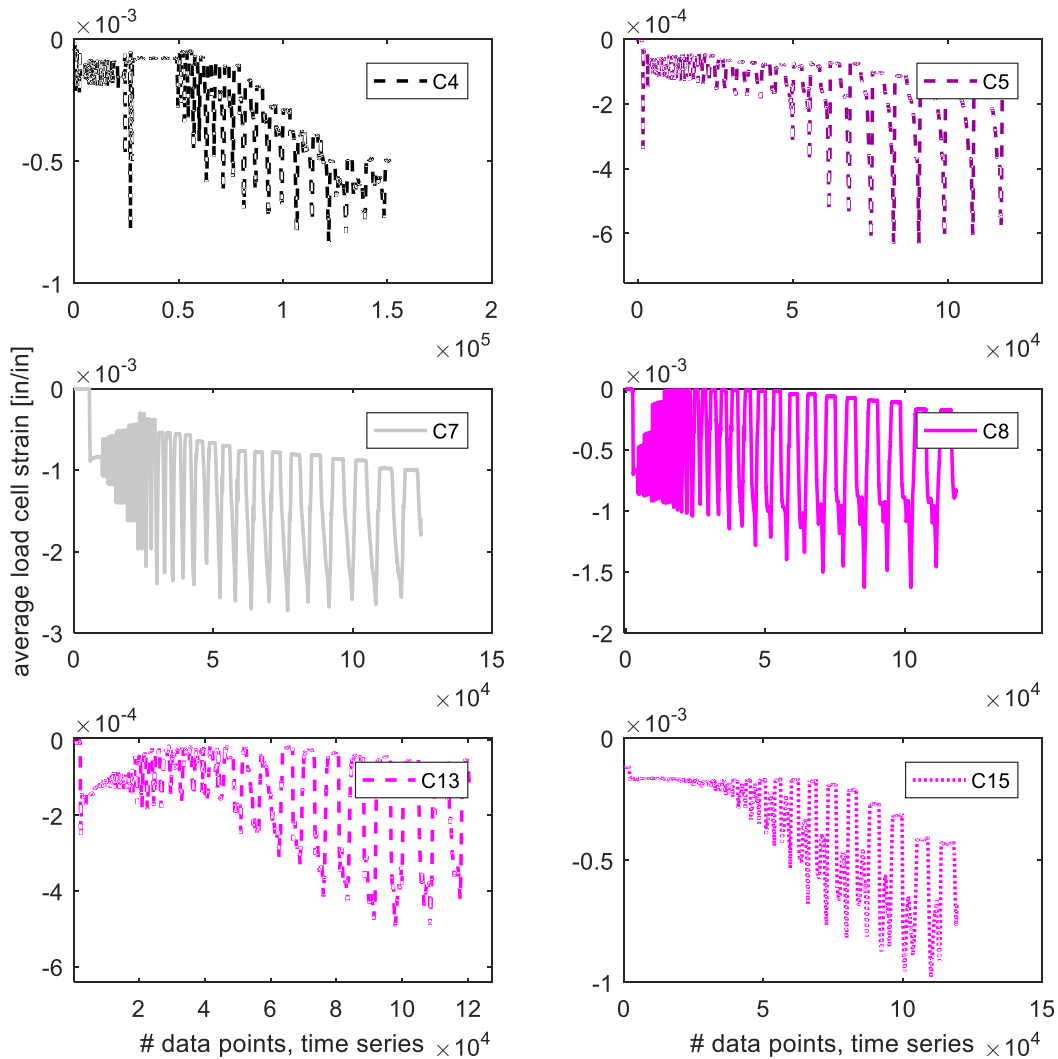 ×10⁻³
0
-0.5
-1
0 0.5 1 1.5 2
×10⁵
C4
×10⁻⁴
0
-2
-4
-6
0 5 10
×10⁴
C5
average load cell strain [in/in]
×10⁻³
0
-1
-2
-3
0 5 10 15
×10⁴
C7
×10⁻³
0
-0.5
-1
-1.5
-2
0 5 10 15
×10⁴
C8
×10⁻⁴
0
-2
-4
-6
2 4 6 8 10 12
# data points, time series ×10⁴
C13
×10⁻³
0
-0.5
-1
0 5 10 15
# data points, time series ×10⁴
C15